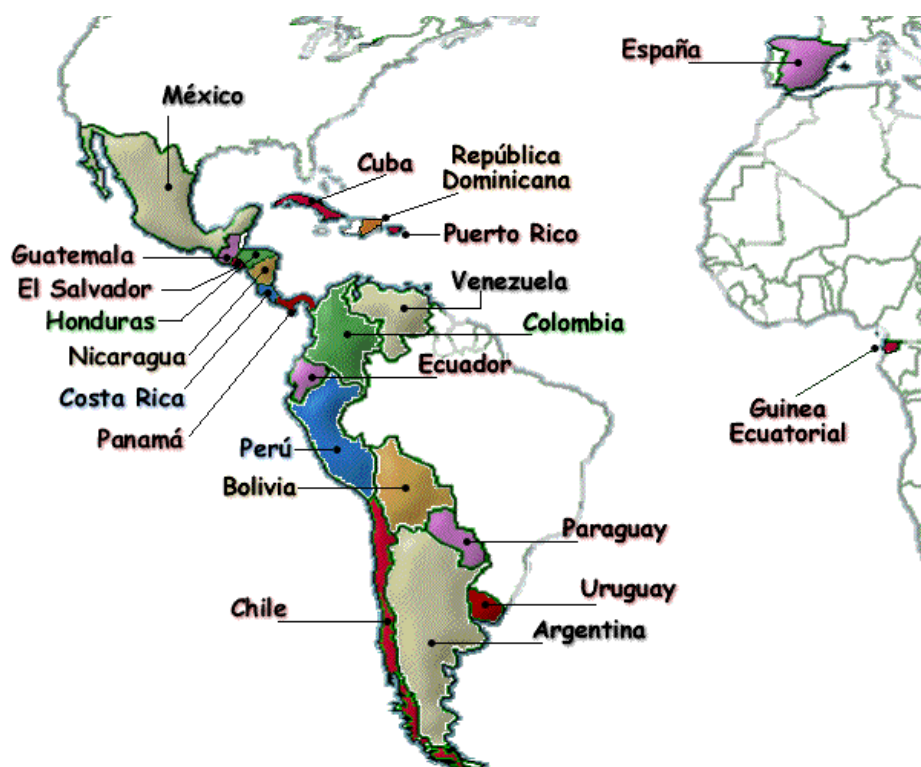 España
México
Cuba
República
Dominicana
Puerto Rico
Guatemala
El Salvador
Honduras
Nicaragua
Costa Rica
Panamá
Venezuela
Colombia
Ecuador
Guinea
Ecuatorial
Perú
Bolivia
Paraguay
Uruguay
Chile
Argentina